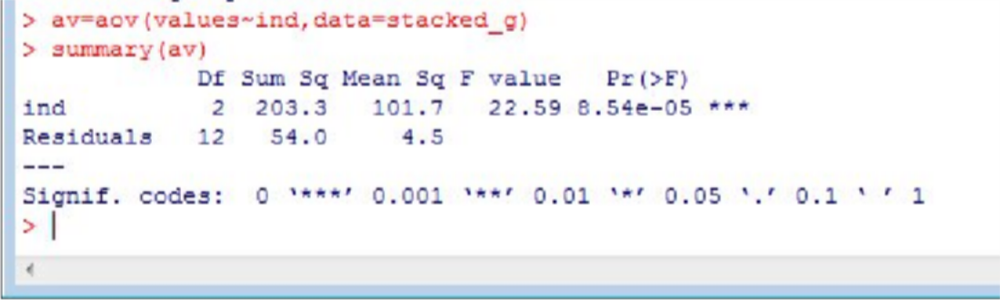 > av=aov(values~ind,data=stacked_g)
> summary(av)
            Df Sum Sq Mean Sq F value   Pr(>F)
ind          2  203.3   101.7   22.59 8.54e-05 ***
Residuals   12   54.0     4.5
---
Signif. codes:  0 ‘***’ 0.001 ‘**’ 0.01 ‘*’ 0.05 ‘.’ 0.1 ‘ ’ 1
>